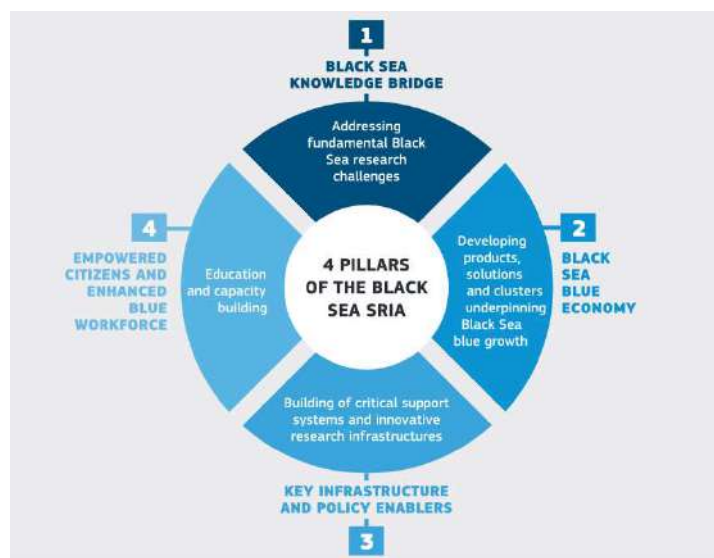 1
BLACK SEA
KNOWLEDGE BRIDGE
Addressing
fundamental Black
Sea research
challenges
2
BLACK
SEA
BLUE
ECONOMY
Developing
products,
solutions
and clusters
underpinning
Black Sea
blue growth
4 PILLARS
OF THE BLACK
SEA SRIA
4
EMPOWERED
CITIZENS AND
ENHANCED
BLUE
WORKFORCE
Education
and capacity
building
Building of critical support
systems and innovative
research infrastructures
KEY INFRASTRUCTURE
AND POLICY ENABLERS
3